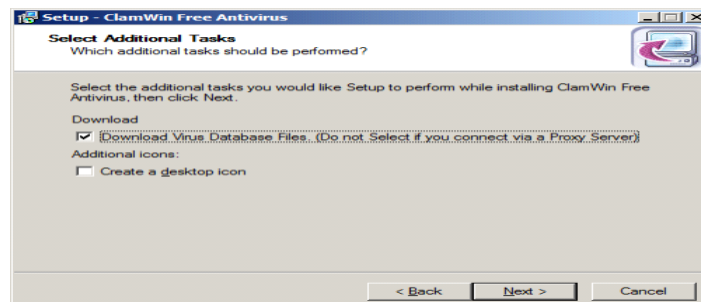 Setup - ClamWin Free Antivirus
Select Additional Tasks
Which additional tasks should be performed?
Select the additional tasks you would like Setup to perform while installing ClamWin Free
Antivirus, then click Next.
Download
Download Virus Database Files. (Do not Select if you connect via a Proxy Server)
Additional icons:
Create a desktop icon
< Back Next > Cancel